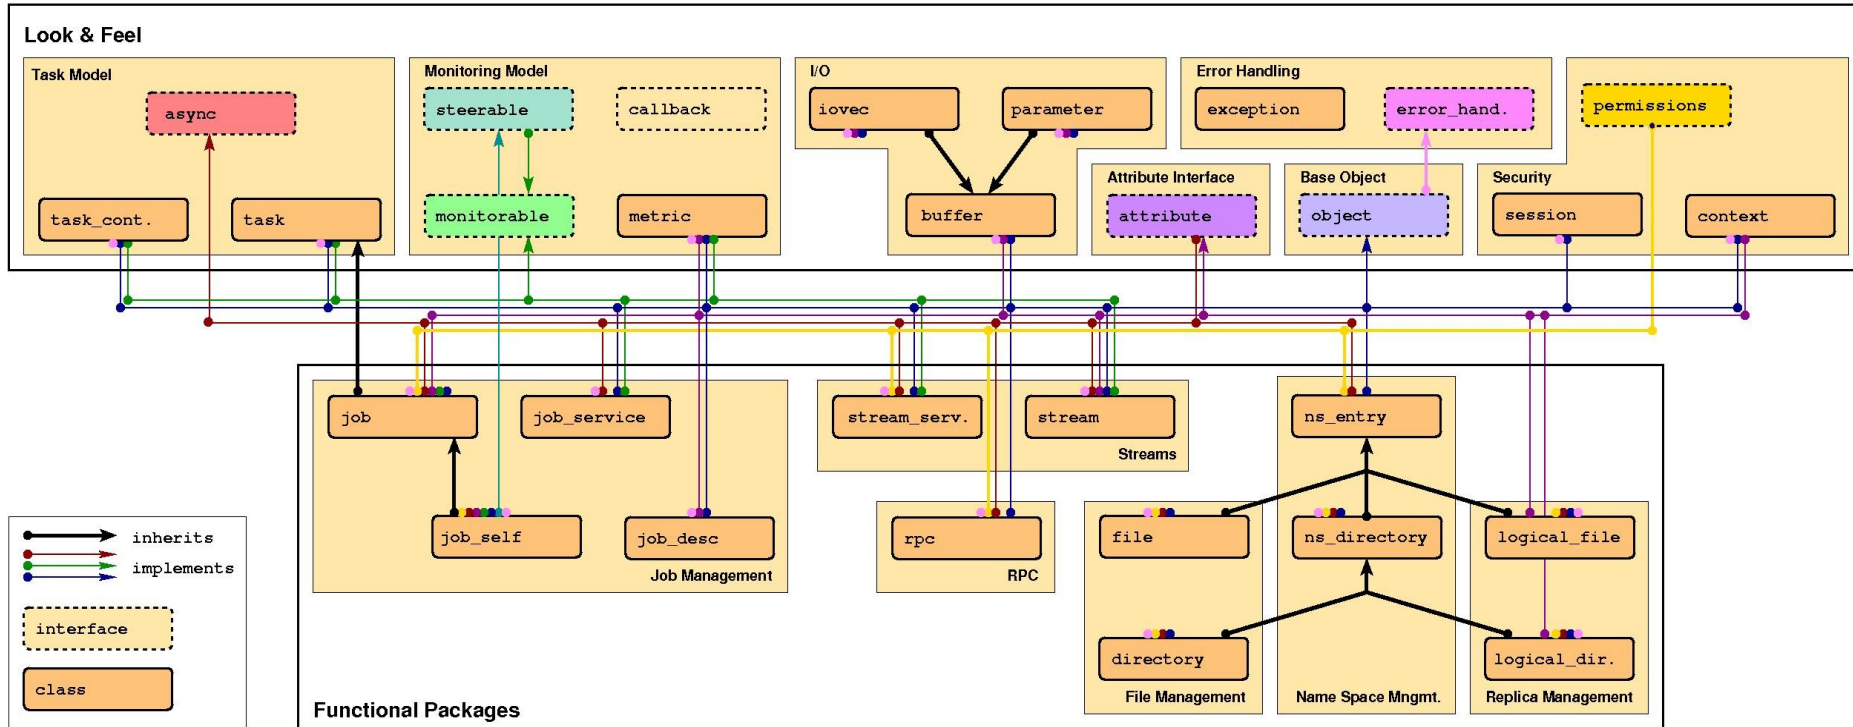 Look & Feel
Task Model
async
task_cont.
task
Monitoring Model
steerable
callback
monitorable
metric
I/O
iovec
parameter
buffer
Error Handling
exception
error_hand.
Attribute Interface
attribute
Base Object
object
permissions
Security
session
context
job
job_service
job_self
job_desc
Job Management
stream_serv.
stream
Streams
rpc
RPC
ns_entry
file
ns_directory
logical_file
directory
logical_dir.
File Management
Name Space Mngmt.
Replica Management
inherits
implements
interface
class
Functional Packages